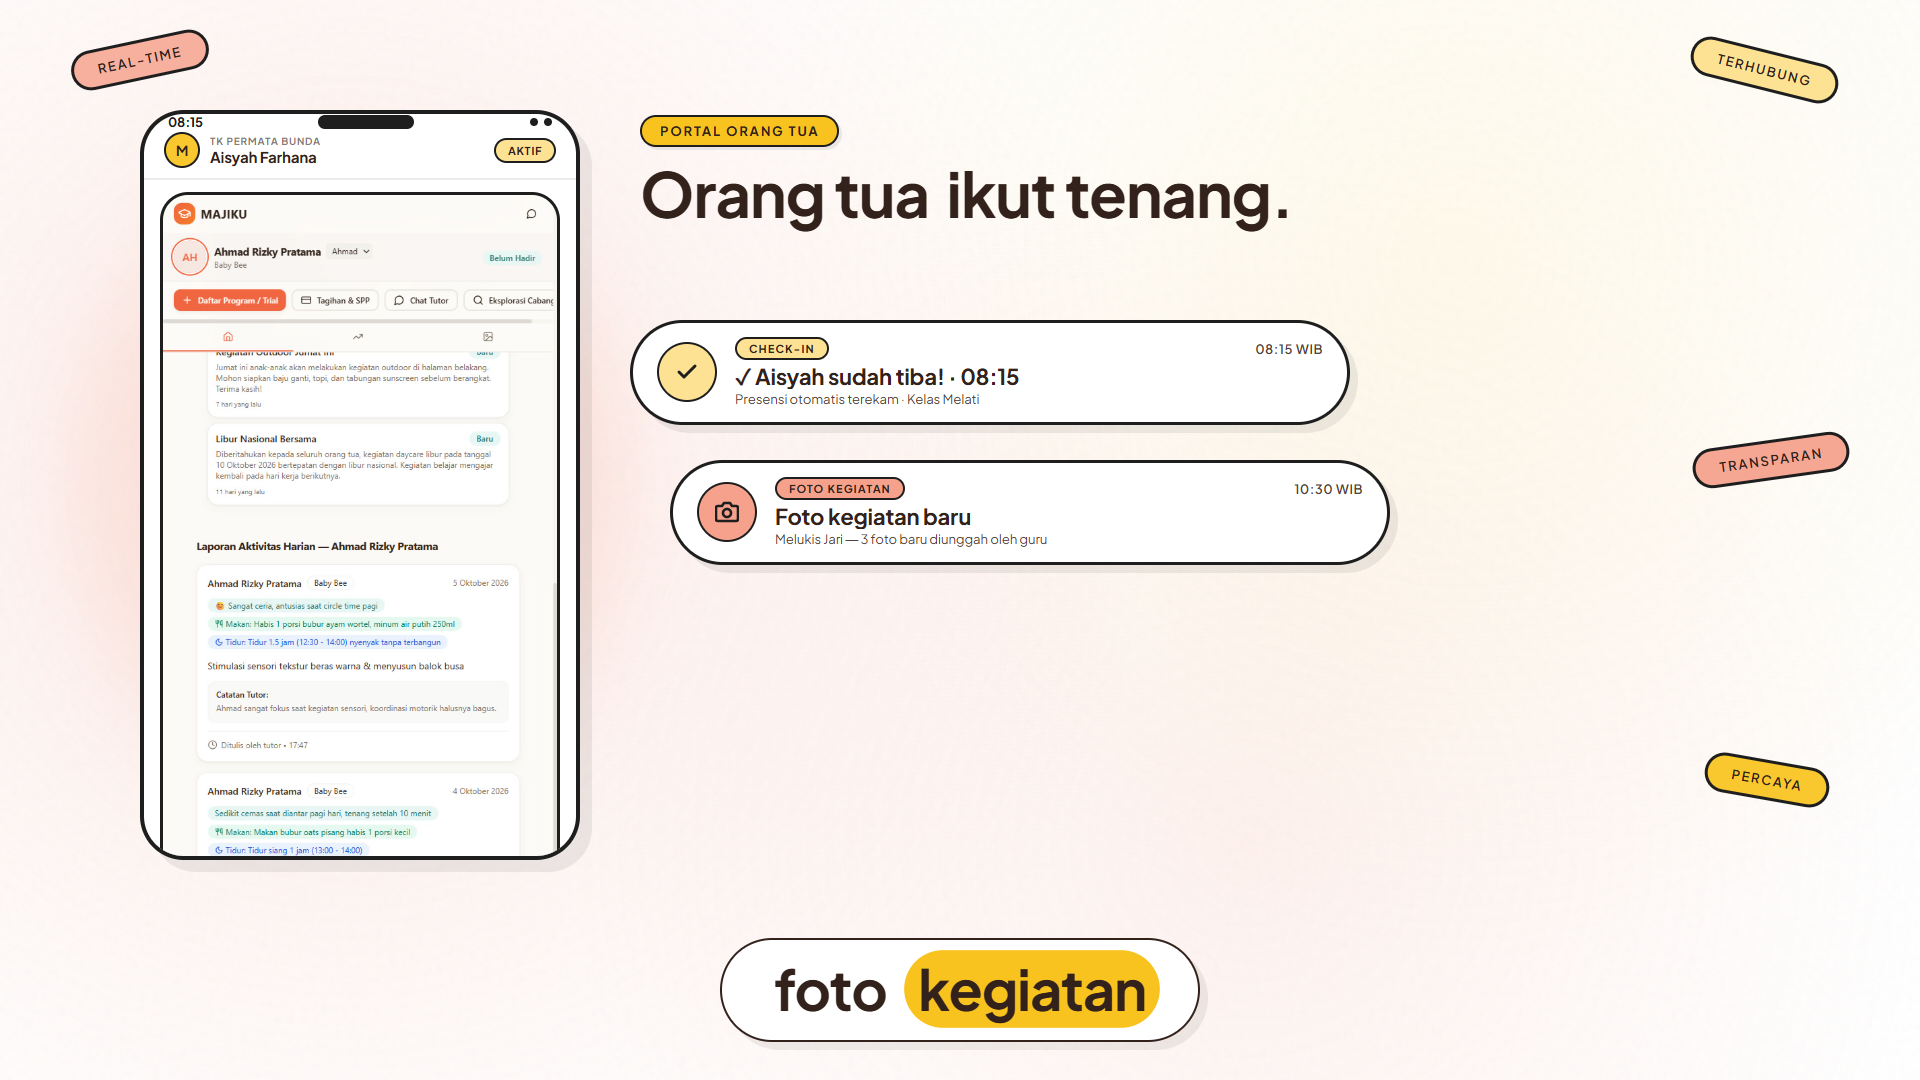 REAL-TIME
TERHUBUNG
08:15
M
TK PERMATA BUNDA
Aisyah Farhana
AKTIF
MAJIKU
AH
Ahmad Rizky Pratama
Ahmad
Baby Bee
Belum Hadir
Daftar Program / Trial
Tagihan & SPP
Chat Tutor
Eksplorasi Cabang
Kegiatan Outdoor Jumat Ini
Baru
Jumat ini anak-anak akan melakukan kegiatan outdoor di halaman belakang.
Mohon siapkan baju ganti, topi, dan tabungan sunscreen sebelum berangkat.
Terima kasih!
7 hari yang lalu
Libur Nasional Bersama
Baru
Diberitahukan kepada seluruh orang tua, kegiatan daycare libur pada tanggal
10 Oktober 2026 bertepatan dengan libur nasional. Kegiatan belajar mengajar
kembali pada hari kerja berikutnya.
11 hari yang lalu
Laporan Aktivitas Harian — Ahmad Rizky Pratama
Ahmad Rizky Pratama
Baby Bee
5 Oktober 2026
Sangat ceria, antusias saat circle time pagi
Makan: Habis 1 porsi bubur ayam wortel, minum air putih 250ml
Tidur: Tidur 1.5 jam (12:30 - 14:00) nyenyak tanpa terbangun
Stimulasi sensori tekstur beras warna & menyusun balok busa
Catatan Tutor:
Ahmad sangat fokus saat kegiatan sensori, koordinasi motorik halusnya bagus.
Ditulis oleh tutor • 17:47
Ahmad Rizky Pratama
Baby Bee
4 Oktober 2026
Sedikit cemas saat diantar pagi hari, tenang setelah 10 menit
Makan: Makan bubur oats pisang habis 1 porsi kecil
Tidur: Tidur siang 1 jam (13:00 - 14:00)
PORTAL ORANG TUA
Orang tua ikut tenang.
CHECK-IN
08:15 WIB
✓ Aisyah sudah tiba! · 08:15
Presensi otomatis terekam · Kelas Melati
FOTO KEGIATAN
10:30 WIB
Foto kegiatan baru
Melukis Jari — 3 foto baru diunggah oleh guru
TRANSPARAN
PERCAYA
foto kegiatan